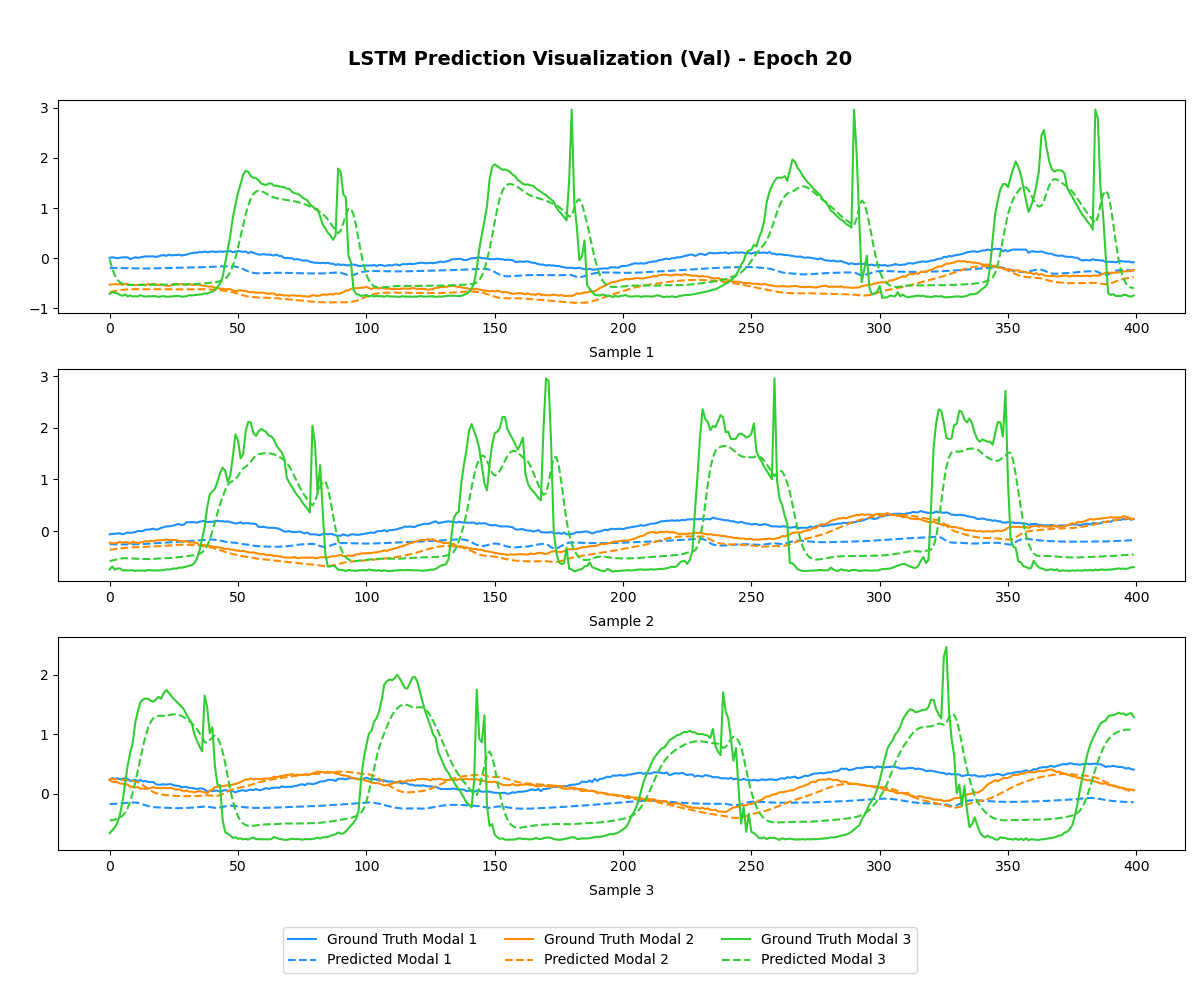 LSTM Prediction Visualization (Val) - Epoch 20
3
2
1
0
−1
0 50 100 150 200 250 300 350 400
Sample 1
3
2
1
0
0 50 100 150 200 250 300 350 400
Sample 2
2
1
0
0 50 100 150 200 250 300 350 400
Sample 3
Ground Truth Modal 1 Ground Truth Modal 2 Ground Truth Modal 3
Predicted Modal 1 Predicted Modal 2 Predicted Modal 3